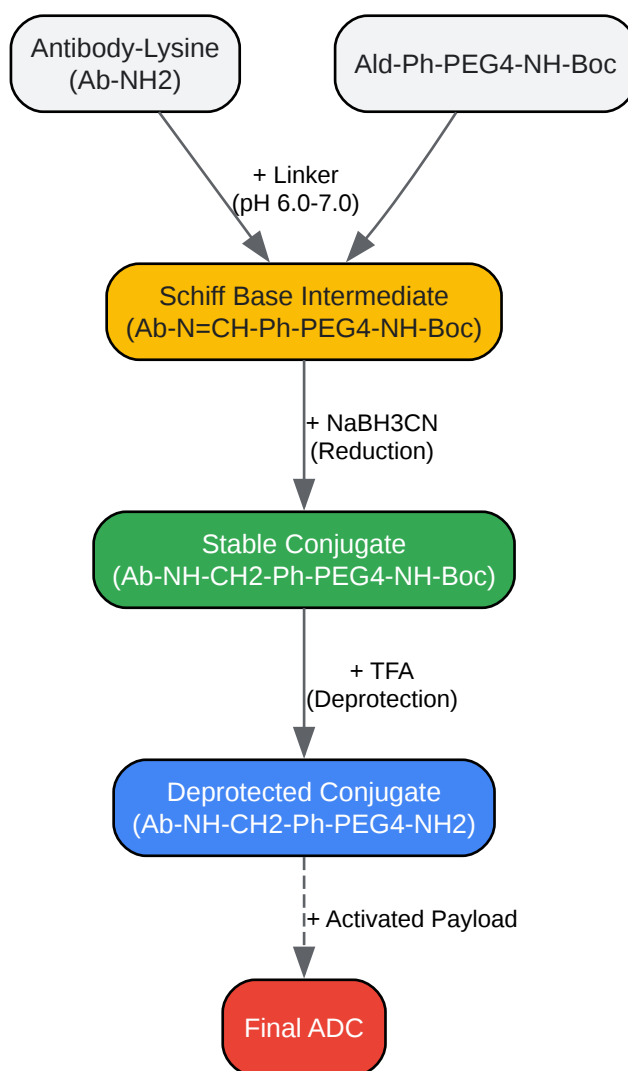 Antibody-Lysine
(Ab-NH2)
Ald-Ph-PEG4-NH-Boc
+ Linker
(pH 6.0-7.0)
Schiff Base Intermediate
(Ab-N=CH-Ph-PEG4-NH-Boc)
+ NaBH3CN
(Reduction)
Stable Conjugate
(Ab-NH-CH2-Ph-PEG4-NH-Boc)
+ TFA
(Deprotection)
Deprotected Conjugate
(Ab-NH-CH2-Ph-PEG4-NH2)
+ Activated Payload
Final ADC